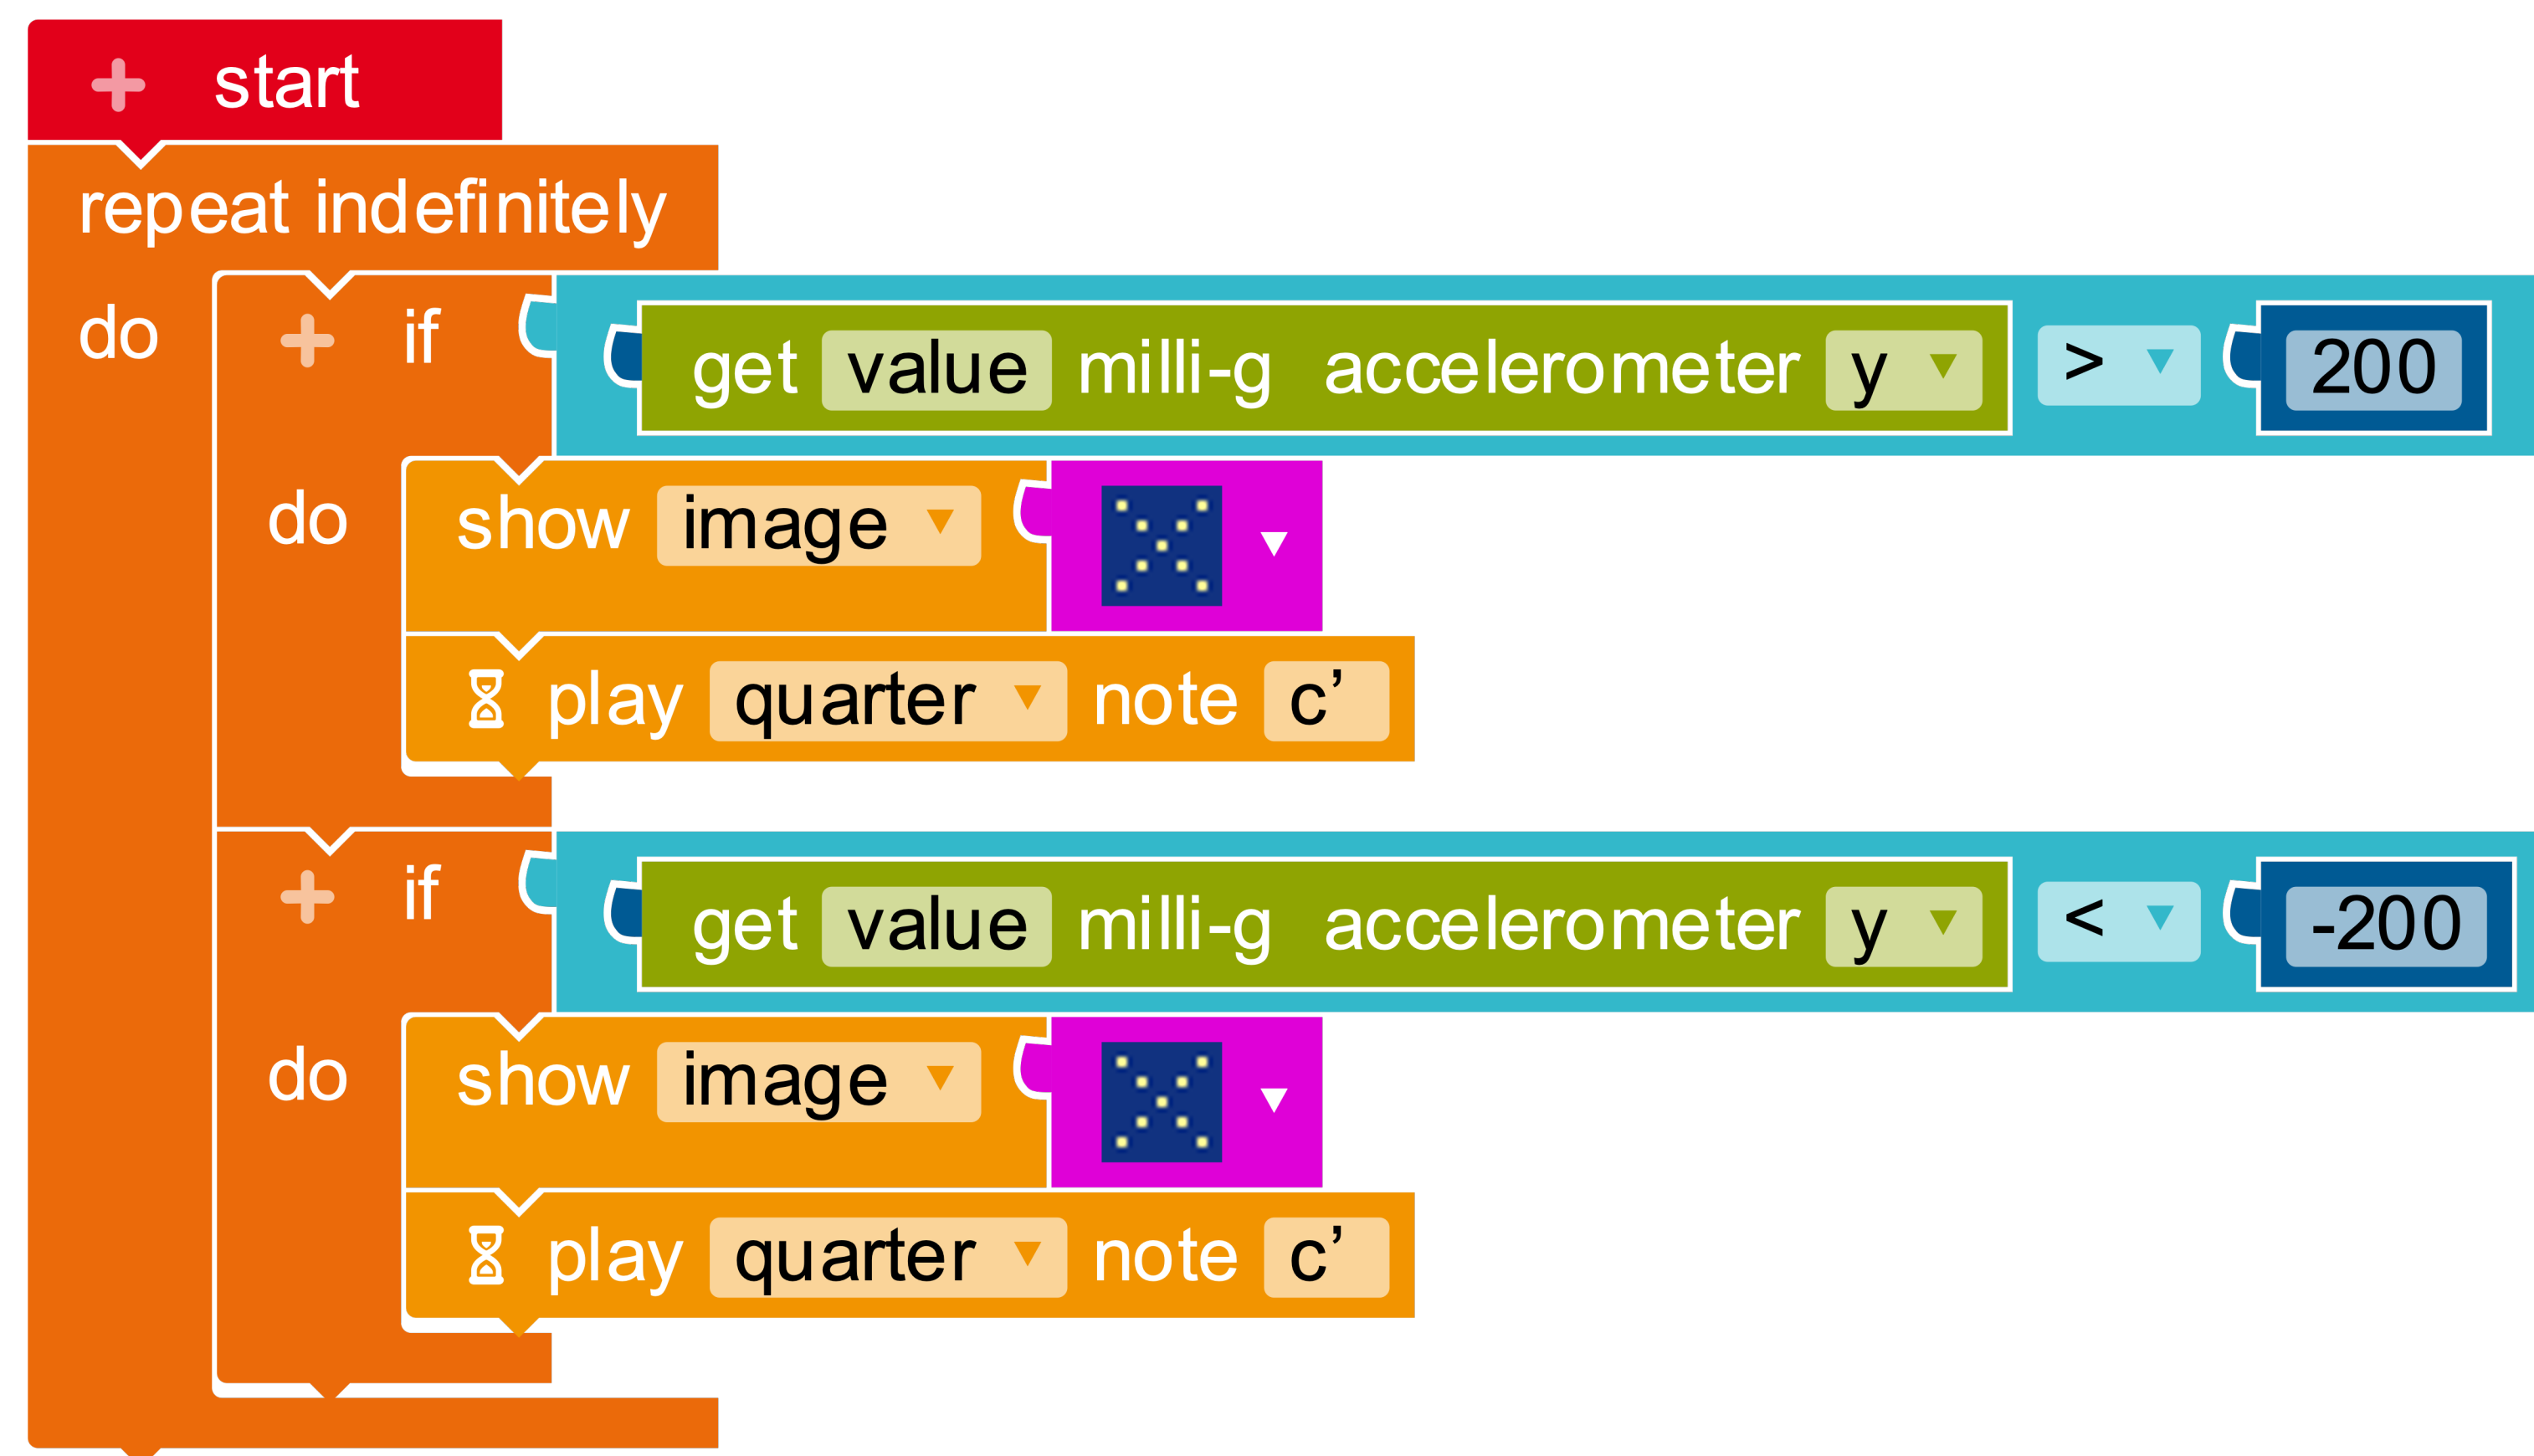 start
repeat indefinitely
do if get value milli-g accelerometer y > 200
do show image
play quarter note c’
if get value milli-g accelerometer y < -200
do show image
play quarter note c’